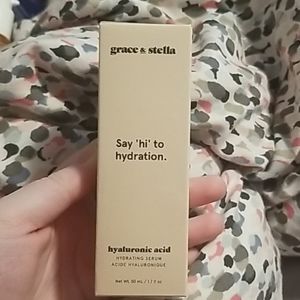 grace & stella
Say 'hi' to
hydration.
hyaluronic acid
HYDRATING SERUM
ACIDE HYALURONIQUE
Net Wt. 50 mL / 1.7 fl oz